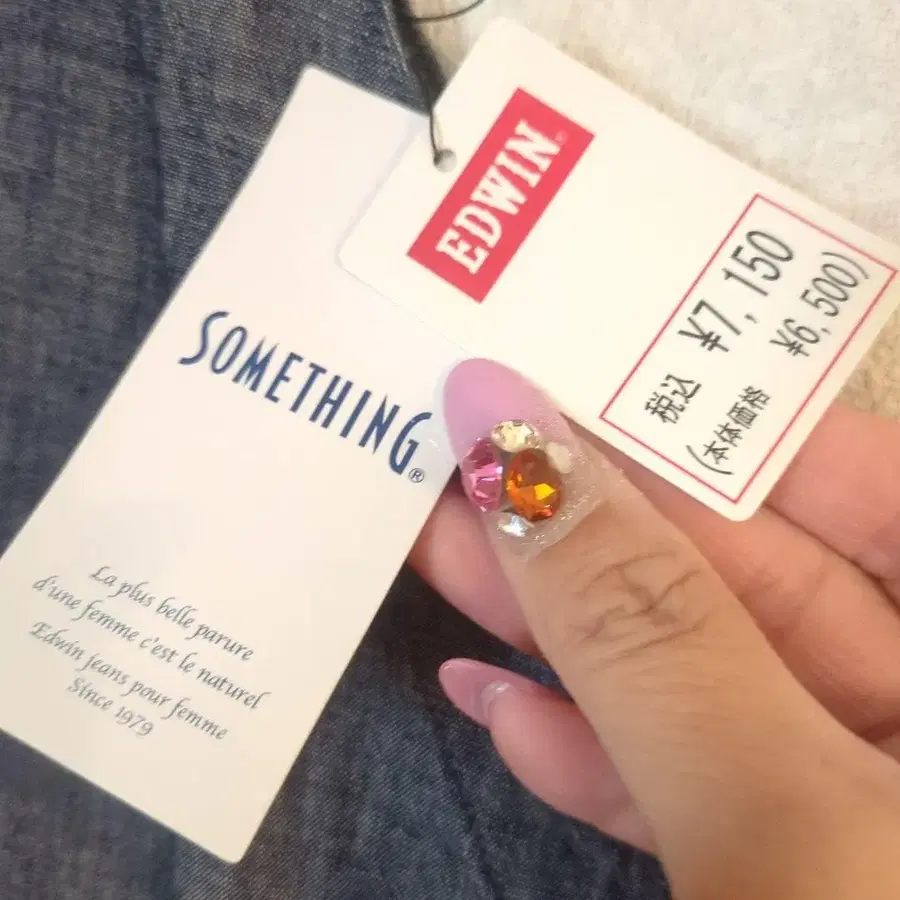 SOMETHING®
La plus belle parure
d'une femme c'est le naturel
Edwin jeans pour femme
Since 1979
EDWIN
税込 ¥7,150
(本体価格 ¥6,500)